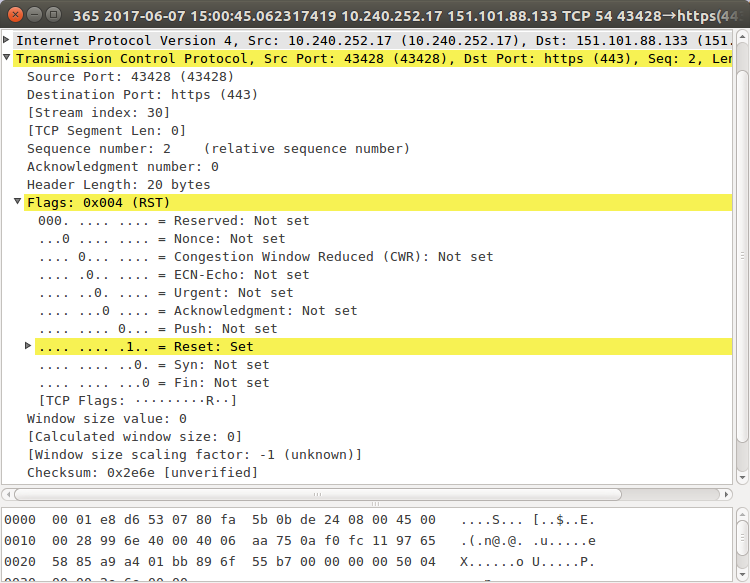 365 2017-06-07 15:00:45.062317419 10.240.252.17 151.101.88.133 TCP 54 43428→https(44
Internet Protocol Version 4, Src: 10.240.252.17 (10.240.252.17), Dst: 151.101.88.133 (151.
Transmission Control Protocol, Src Port: 43428 (43428), Dst Port: https (443), Seq: 2, Len
Source Port: 43428 (43428)
Destination Port: https (443)
[Stream index: 30]
[TCP Segment Len: 0]
Sequence number: 2    (relative sequence number)
Acknowledgment number: 0
Header Length: 20 bytes
Flags: 0x004 (RST)
000. .... .... = Reserved: Not set
...0 .... .... = Nonce: Not set
.... 0... .... = Congestion Window Reduced (CWR): Not set
.... .0.. .... = ECN-Echo: Not set
.... ..0. .... = Urgent: Not set
.... ...0 .... = Acknowledgment: Not set
.... .... 0... = Push: Not set
.... .... .1.. = Reset: Set
.... .... ..0. = Syn: Not set
.... .... ...0 = Fin: Not set
[TCP Flags: ·········R··]
Window size value: 0
[Calculated window size: 0]
[Window size scaling factor: -1 (unknown)]
Checksum: 0x2e6e [unverified]
0000  00 01 e8 d6 53 07 80 fa  5b 0b de 24 08 00 45 00   ....S... [..$..E.
0010  00 28 99 6e 40 00 40 06  aa 75 0a f0 fc 11 97 65   .(.n@.@. .u.....e
0020  58 85 a9 a4 01 bb 89 6f  55 b7 00 00 00 00 50 04   X......o U.....P.